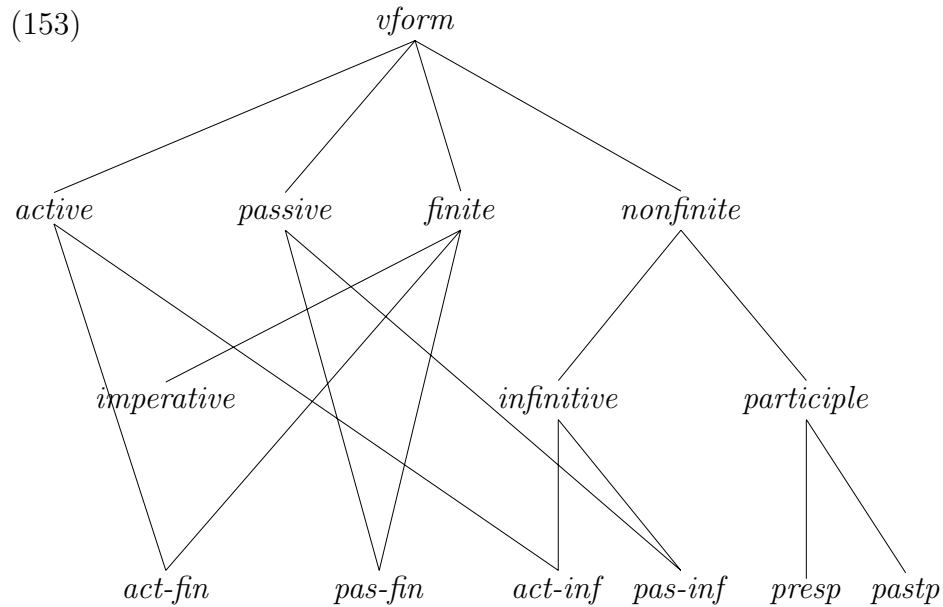 (153) vform
active passive finite nonfinite
imperative infinitive participle
act-fin pas-fin act-inf pas-inf presp pastp